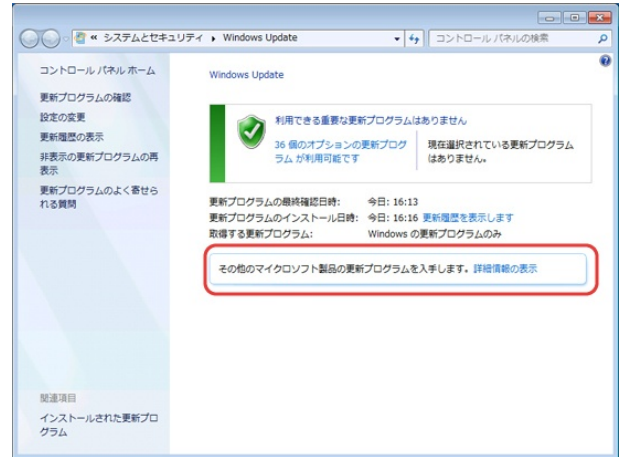 « システムとセキュリティ ▸ Windows Update
コントロール パネルの検索
コントロール パネル ホーム
更新プログラムの確認
設定の変更
更新履歴の表示
非表示の更新プログラムの再
表示
更新プログラムのよく寄せら
れる質問
関連項目
インストールされた更新プロ
グラム
Windows Update
利用できる重要な更新プログラムはありません
36 個のオプションの更新プログ
ラム が利用可能です
現在選択されている更新プログラム
はありません。
更新プログラムの最終確認日時: 今日: 16:13
更新プログラムのインストール日時: 今日: 16:16 更新履歴を表示します
取得する更新プログラム: Windows の更新プログラムのみ
その他のマイクロソフト製品の更新プログラムを入手します。詳細情報の表示